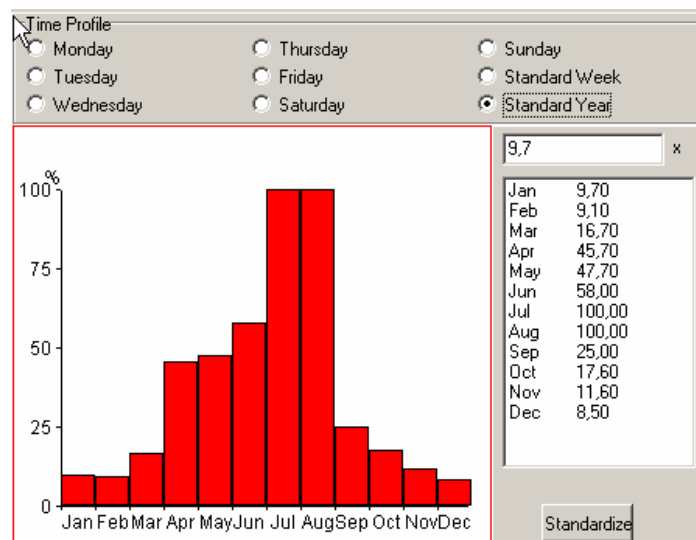 Time Profile
Monday Thursday Sunday
Tuesday Friday Standard Week
Wednesday Saturday Standard Year
9,7 x
%
100
75
50
25
0
Jan Feb Mar Apr May Jun Jul Aug Sep Oct Nov Dec
Jan 9,70
Feb 9,10
Mar 16,70
Apr 45,70
May 47,70
Jun 58,00
Jul 100,00
Aug 100,00
Sep 25,00
Oct 17,60
Nov 11,60
Dec 8,50
Standardize